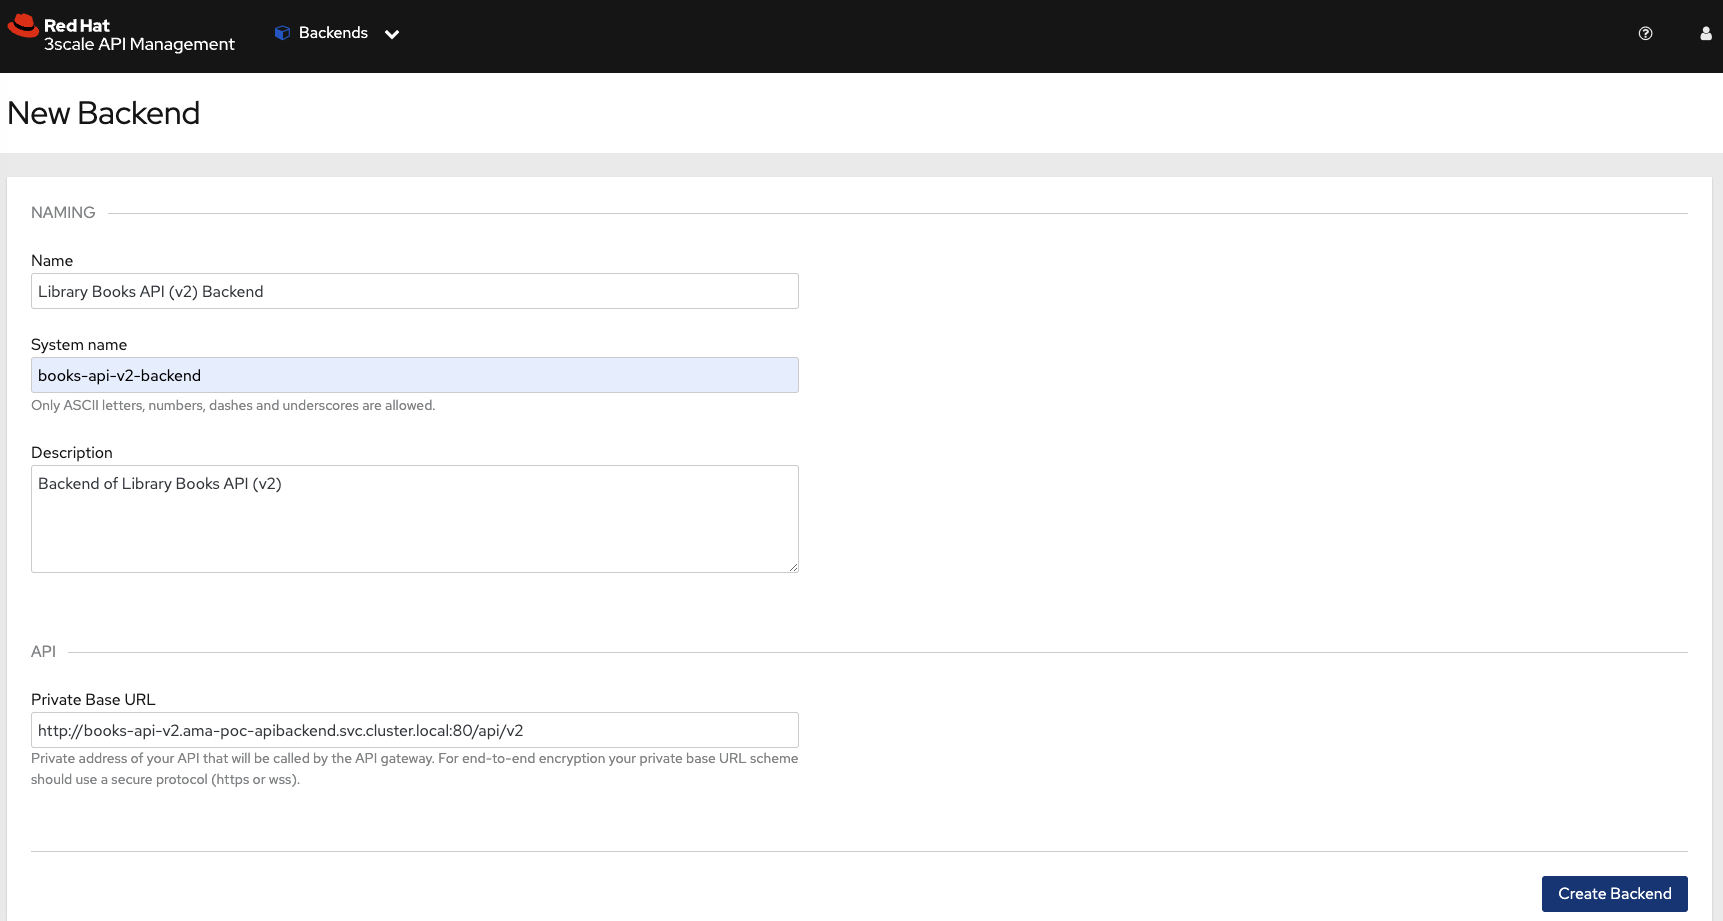 Red Hat
3scale API Management
Backends
New Backend
NAMING
Name
Library Books API (v2) Backend
System name
books-api-v2-backend
Only ASCII letters, numbers, dashes and underscores are allowed.
Description
Backend of Library Books API (v2)
API
Private Base URL
http://books-api-v2.ama-poc-apibackend.svc.cluster.local:80/api/v2
Private address of your API that will be called by the API gateway. For end-to-end encryption your private base URL scheme
should use a secure protocol (https or wss).
Create Backend